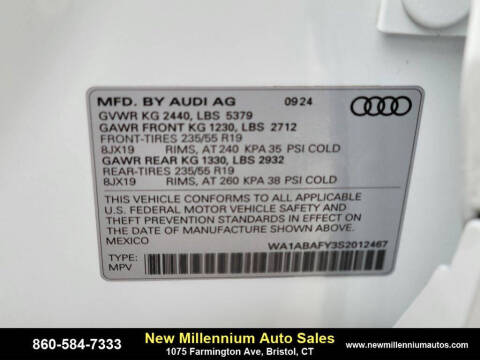 MFD. BY AUDI AG 09 24
GVWR KG 2440, LBS 5379
GAWR FRONT KG 1230, LBS 2712
FRONT-TIRES 235/55 R19
8JX19 RIMS, AT 240 KPA 35 PSI COLD
GAWR REAR KG 1330, LBS 2932
REAR-TIRES 235/55 R19
8JX19 RIMS, AT 260 KPA 38 PSI COLD
THIS VEHICLE CONFORMS TO ALL APPLICABLE
U.S. FEDERAL MOTOR VEHICLE SAFETY AND
THEFT PREVENTION STANDARDS IN EFFECT ON
THE DATE OF MANUFACTURE SHOWN ABOVE.
MEXICO
WA1ABAFY3S2012467
TYPE:
MPV
860-584-7333
New Millennium Auto Sales
1075 Farmington Ave, Bristol, CT
www.newmillenniumautos.com